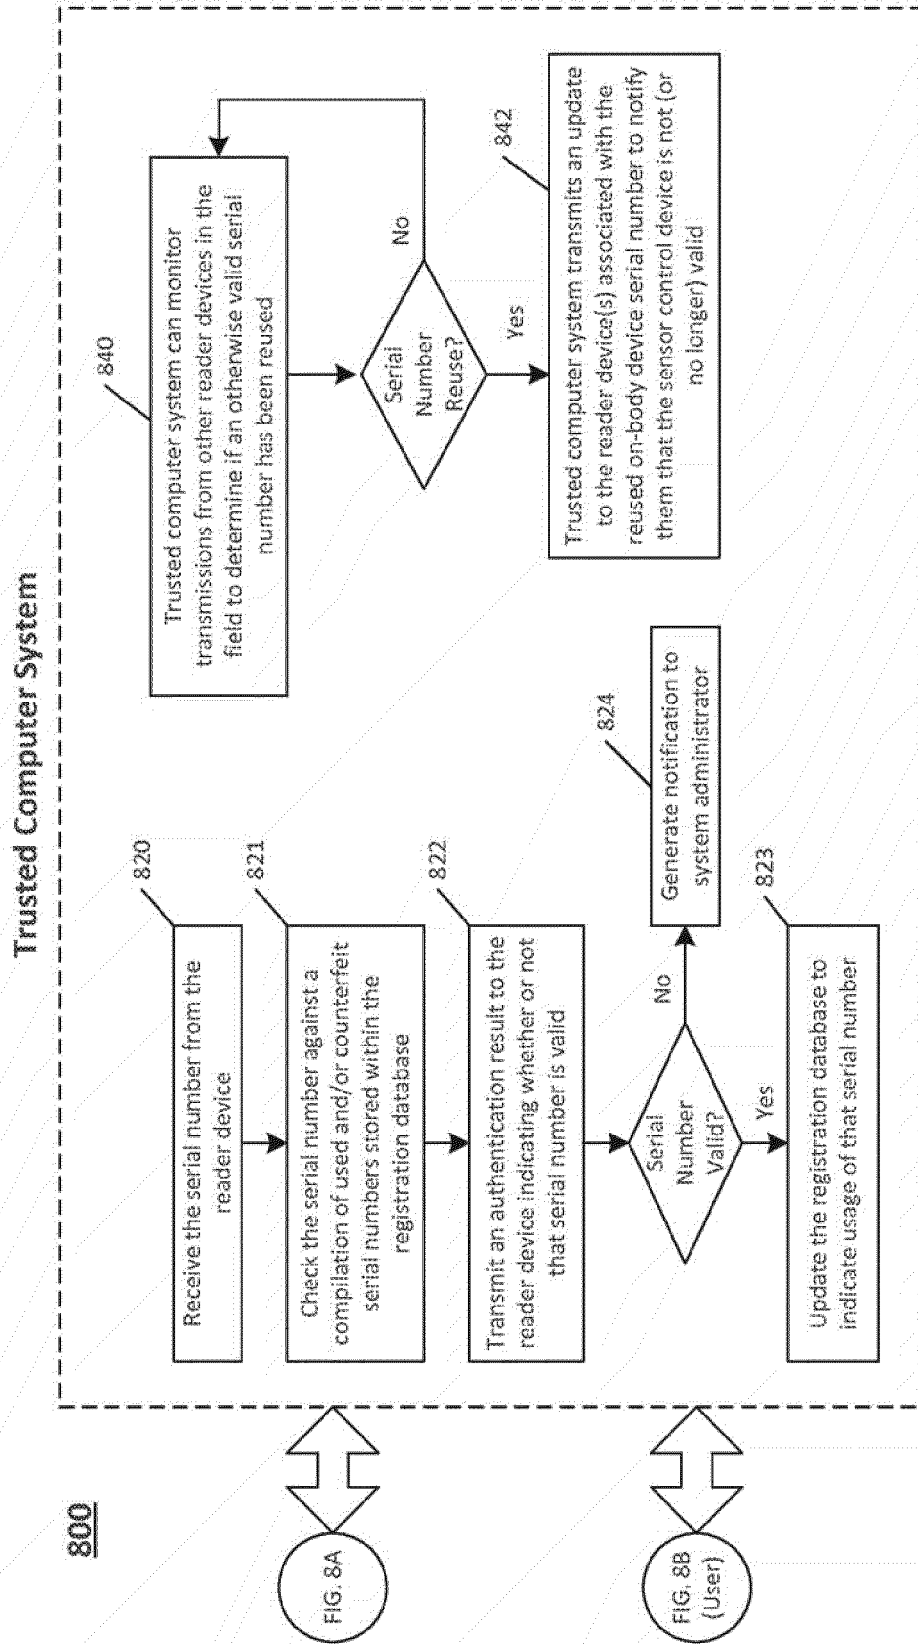 Trusted Computer System
800
FIG. 8A
FIG. 8B
(User)
820
Receive the serial number from the
reader device
821
Check the serial number against a
compilation of used and/or counterfeit
serial numbers stored within the
registration database
822
Transmit an authentication result to the
reader device indicating whether or not
that serial number is valid
Serial
Number
Valid?
No
824
Generate notification to
system administrator
Yes
823
Update the registration database to
indicate usage of that serial number
840
Trusted computer system can monitor
transmissions from other reader devices in the
field to determine if an otherwise valid serial
number has been reused
Serial
Number
Reuse?
No
Yes
842
Trusted computer system transmits an update
to the reader device(s) associated with the
reused on-body device serial number to notify
them that the sensor control device is not (or
no longer) valid